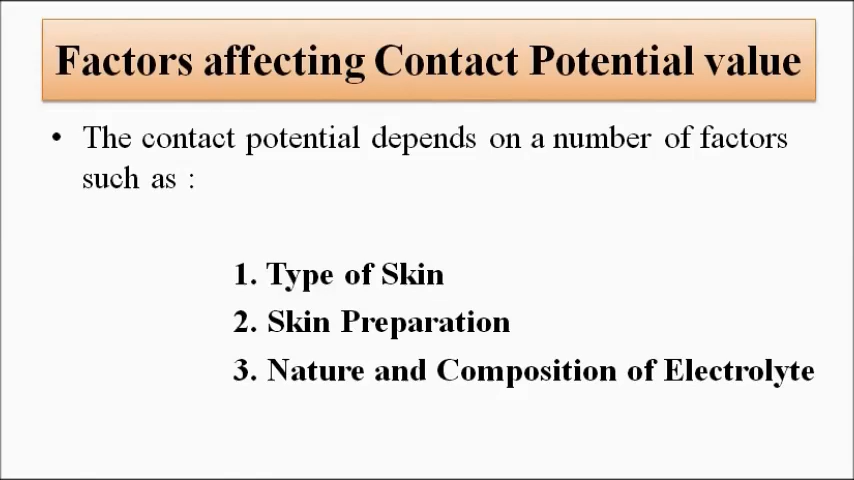 Factors affecting Contact Potential value
• The contact potential depends on a number of factors
such as :
1. Type of Skin
2. Skin Preparation
3. Nature and Composition of Electrolyte